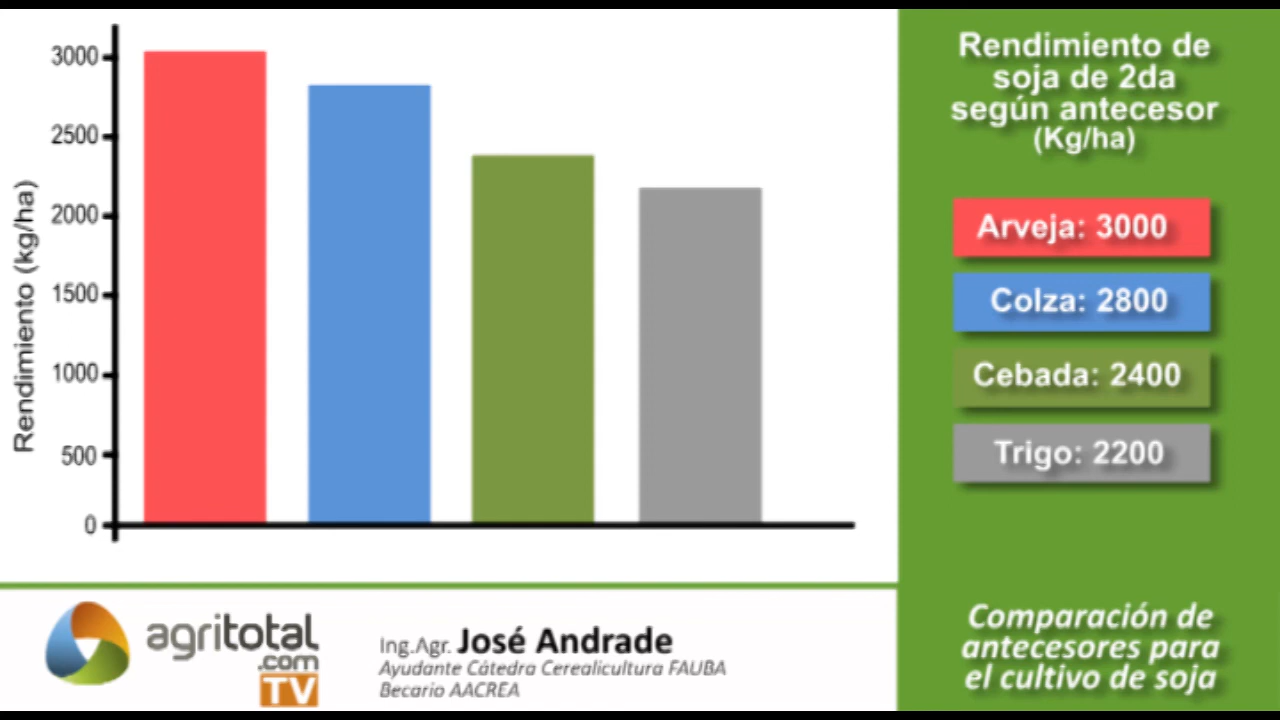 3000
2500
2000
1500
1000
500
0
Rendimiento (kg/ha)
Rendimiento de
soja de 2da
según antecesor
(Kg/ha)
Arveja: 3000
Colza: 2800
Cebada: 2400
Trigo: 2200
agritotal
.com
TV
Ing.Agr. José Andrade
Ayudante Cátedra Cerealicultura FAUBA
Becario AACREA
Comparación de
antecesores para
el cultivo de soja